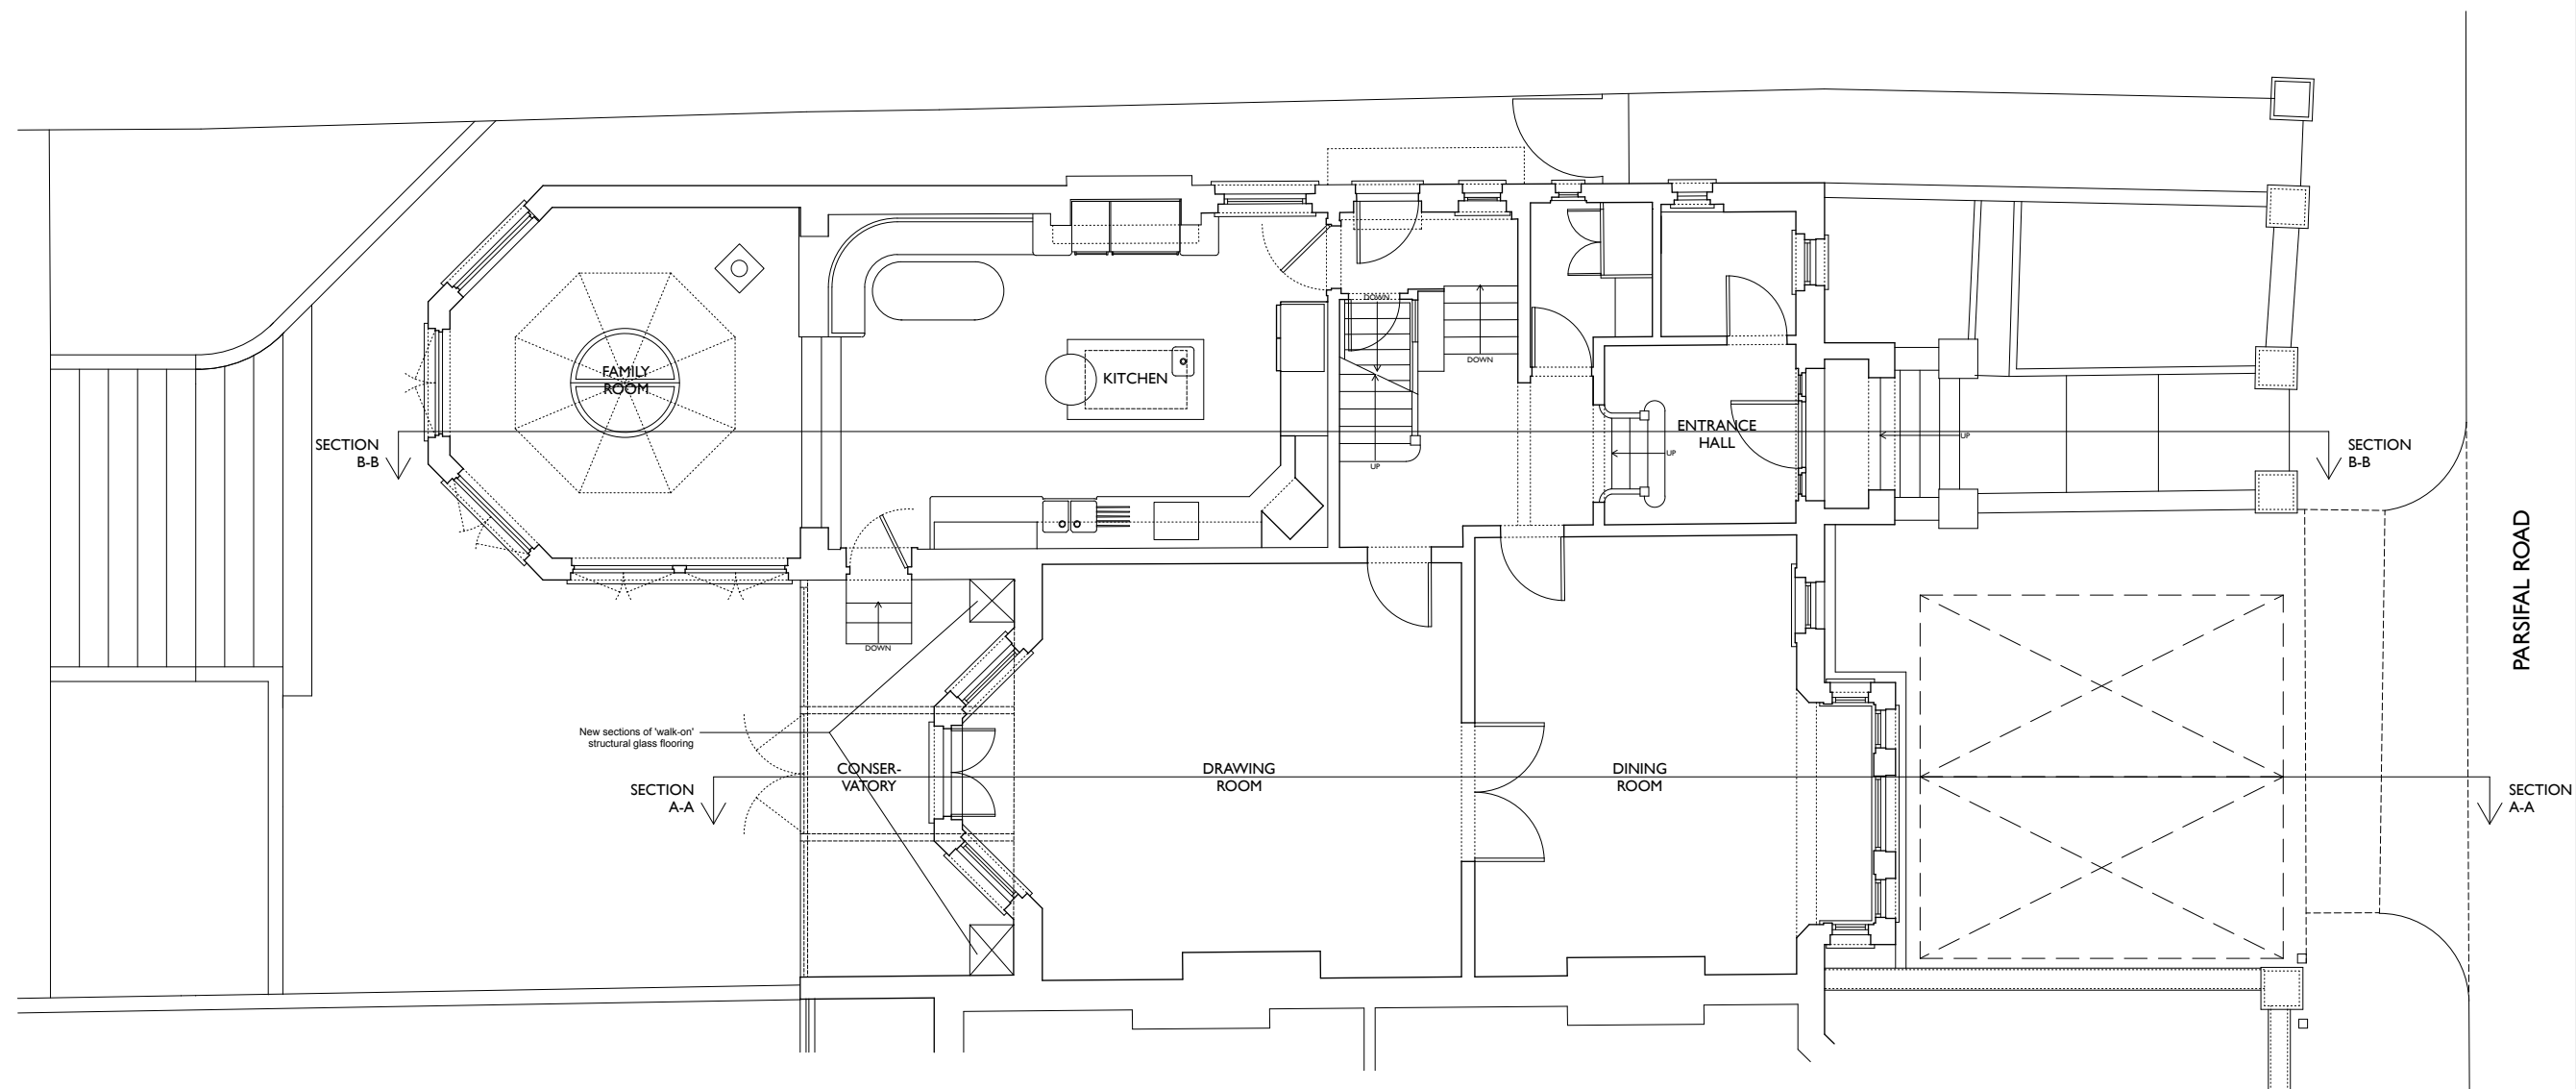 DOWN
DOWN
FAMILY
ROOM
KITCHEN
ENTRANCE
HALL
UP
UP
UP
SECTION
B-B
SECTION
B-B
PARSIFAL ROAD
DOWN
New sections of 'walk-on'
structural glass flooring
CONSER-
VATORY
DRAWING
ROOM
DINING
ROOM
SECTION
A-A
SECTION
A-A